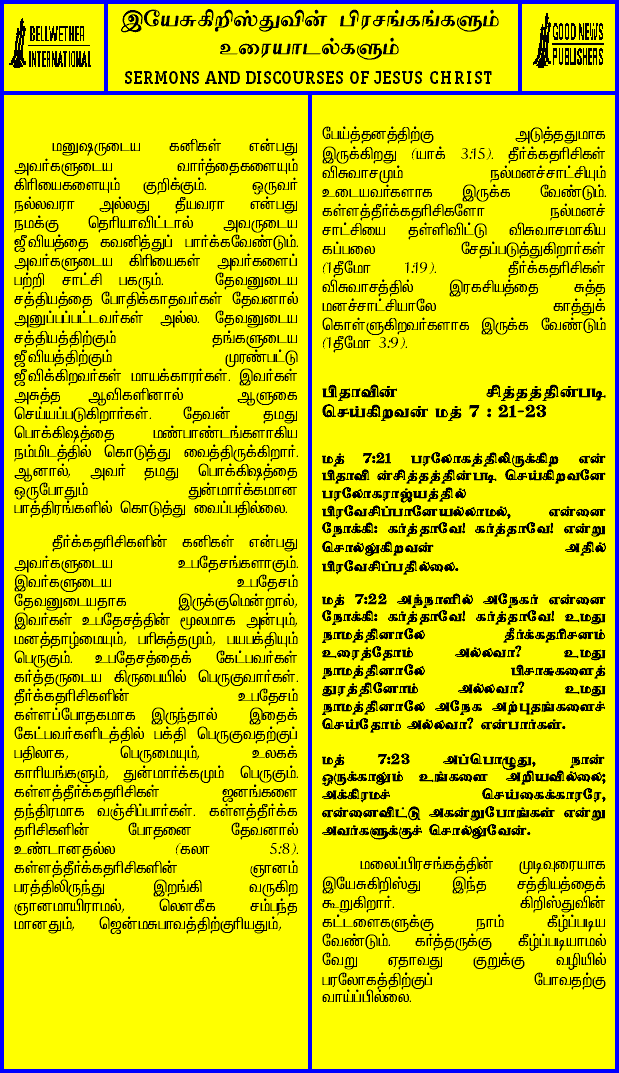 BELLWETHER
INTERNATIONAL
இயேசுகிறிஸ்துவின் பிரசங்கங்களும்
உரையாடல்களும்
SERMONS AND DISCOURSES OF JESUS CHRIST
GOOD NEWS
PUBLISHERS
மனுஷருடைய கனிகள் என்பது
அவர்களுடைய வார்த்தைகளையும்
கிரியைகளையும் குறிக்கும். ஒருவர்
நல்லவரா அல்லது தீயவரா என்பது
நமக்கு தெரியாவிட்டால் அவருடைய
ஜீவியத்தை கவனித்துப் பார்க்கவேண்டும்.
அவர்களுடைய கிரியைகள் அவர்களைப்
பற்றி சாட்சி பகரும். தேவனுடைய
சத்தியத்தை போதிக்காதவர்கள் தேவனால்
அனுப்பப்பட்டவர்கள் அல்ல. தேவனுடைய
சத்தியத்திற்கும் தங்களுடைய
ஜீவியத்திற்கும் முரண்பட்டு
ஜீவிக்கிறவர்கள் மாயக்காரர்கள். இவர்கள்
அசுத்த ஆவிகளினால் ஆளுகை
செய்யப்படுகிறார்கள். தேவன் தமது
பொக்கிஷத்தை மண்பாண்டங்களாகிய
நம்மிடத்தில் கொடுத்து வைத்திருக்கிறார்.
ஆனால், அவர் தமது பொக்கிஷத்தை
ஒருபோதும் துன்மார்க்கமான
பாத்திரங்களில் கொடுத்து வைப்பதில்லை.
தீர்க்கதரிசிகளின் கனிகள் என்பது
அவர்களுடைய உபதேசங்களாகும்.
இவர்களுடைய உபதேசம்
தேவனுடையதாக இருக்குமென்றால்,
இவர்கள் உபதேசத்தின் மூலமாக அன்பும்,
மனத்தாழ்மையும், பரிசுத்தமும், பயபக்தியும்
பெருகும். உபதேசத்தைக் கேட்பவர்கள்
கர்த்தருடைய கிருபையில் பெருகுவார்கள்.
தீர்க்கதரிசிகளின் உபதேசம்
கள்ளப்போதகமாக இருந்தால் இதைக்
கேட்பவர்களிடத்தில் பக்தி பெருகுவதற்குப்
பதிலாக, பெருமையும், உலகக்
காரியங்களும், துன்மார்க்கமும் பெருகும்.
கள்ளத்தீர்க்கதரிசிகள் ஜனங்களை
தந்திரமாக வஞ்சிப்பார்கள். கள்ளத்தீர்க்க
தரிசிகளின் போதனை தேவனால்
உண்டானதல்ல (கலா 5:8).
கள்ளத்தீர்க்கதரிசிகளின் ஞானம்
பரத்திலிருந்து இறங்கி வருகிற
ஞானமாயிராமல், லௌகீக சம்பந்த
மானதும், ஜென்மசுபாவத்திற்குரியதும்,
பேய்த்தனத்திற்கு அடுத்ததுமாக
இருக்கிறது (யாக் 3:15). தீர்க்கதரிசிகள்
விசுவாசமும் நல்மனச்சாட்சியும்
உடையவர்களாக இருக்க வேண்டும்.
கள்ளத்தீர்க்கதரிசிகளோ நல்மனச்
சாட்சியை தள்ளிவிட்டு விசுவாசமாகிய
கப்பலை சேதப்படுத்துகிறார்கள்
(1தீமோ 1:19). தீர்க்கதரிசிகள்
விசுவாசத்தில் இரகசியத்தை சுத்த
மனச்சாட்சியாலே காத்துக்
கொள்ளுகிறவர்களாக இருக்க வேண்டும்
(1தீமோ 3:9).
பிதாவின் சித்தத்தின்படி
செய்கிறவன் மத் 7 : 21-23
மத் 7:21 பரலோகத்திலிருக்கிற என்
பிதாவி ன்சித்தத்தின்படி செய்கிறவனே
பரலோகராஜ்யத்தில்
பிரவேசிப்பானேயல்லாமல், என்னை
நோக்கி: கர்த்தாவே! கர்த்தாவே! என்று
சொல்லுகிறவன் அதில்
பிரவேசிப்பதில்லை.
மத் 7:22 அந்நாளில் அநேகர் என்னை
நோக்கி: கர்த்தாவே! கர்த்தாவே! உமது
நாமத்தினாலே தீர்க்கதரிசனம்
உரைத்தோம் அல்லவா? உமது
நாமத்தினாலே பிசாசுகளைத்
துரத்தினோம் அல்லவா? உமது
நாமத்தினாலே அநேக அற்புதங்களைச்
செய்தோம் அல்லவா? என்பார்கள்.
மத் 7:23 அப்பொழுது, நான்
ஒருக்காலும் உங்களை அறியவில்லை;
அக்கிரமச் செய்கைக்காரரே,
என்னைவிட்டு அகன்றுபோங்கள் என்று
அவர்களுக்குச் சொல்லுவேன்.
மலைப்பிரசங்கத்தின் முடிவுரையாக
இயேசுகிறிஸ்து இந்த சத்தியத்தைக்
கூறுகிறார். கிறிஸ்துவின்
கட்டளைகளுக்கு நாம் கீழ்ப்படிய
வேண்டும். கர்த்தருக்கு கீழ்ப்படியாமல்
வேறு ஏதாவது குறுக்கு வழியில்
பரலோகத்திற்குப் போவதற்கு
வாய்ப்பில்லை.